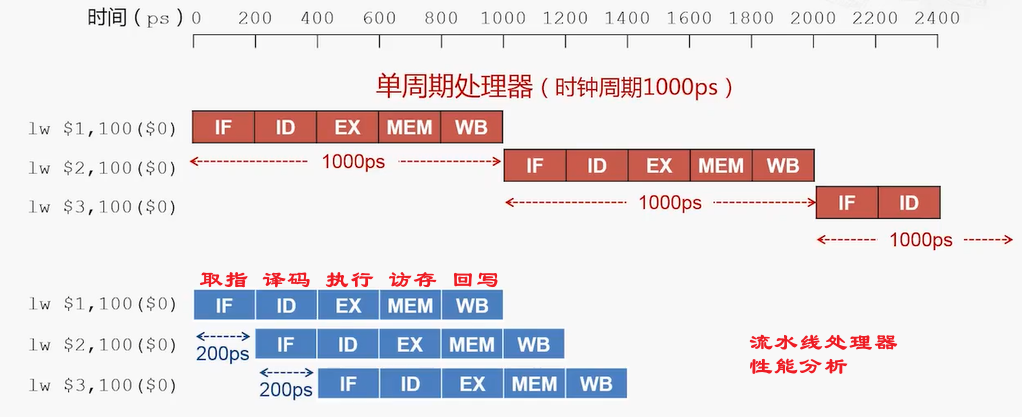 时间(ps) 0 200 400 600 800 1000 1200 1400 1600 1800 2000 2200 2400
单周期处理器(时钟周期1000ps)
lw $1,100($0) IF ID EX MEM WB
1000ps
lw $2,100($0) IF ID EX MEM WB
1000ps
lw $3,100($0) IF ID
1000ps
取指 译码 执行 访存 回写
lw $1,100($0) IF ID EX MEM WB
200ps
lw $2,100($0) IF ID EX MEM WB
200ps
lw $3,100($0) IF ID EX MEM WB
流水线处理器
性能分析